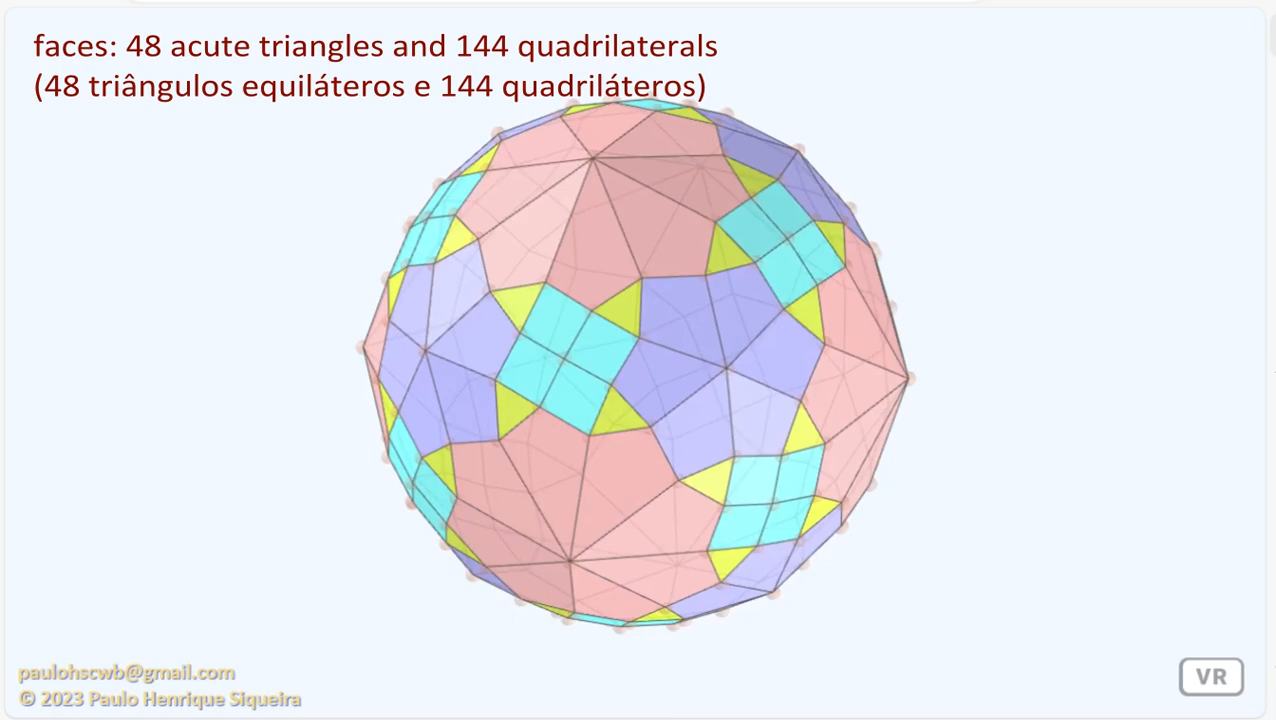 faces: 48 acute triangles and 144 quadrilaterals
(48 triângulos equiláteros e 144 quadriláteros)
paulohscwb@gmail.com
© 2023 Paulo Henrique Siqueira
VR